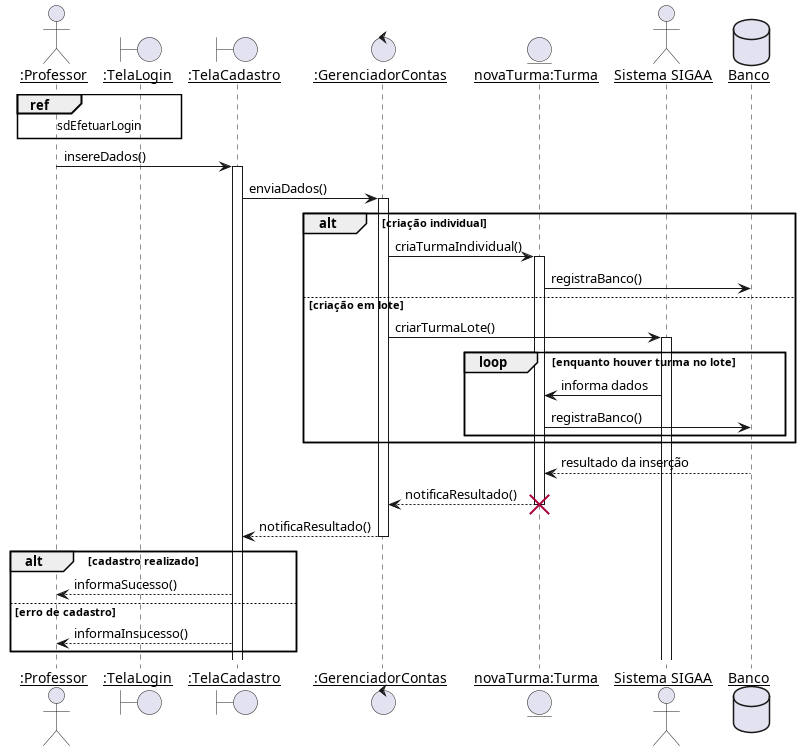 :Professor :TelaLogin :TelaCadastro :GerenciadorContas novaTurma:Turma Sistema SIGAA Banco
ref
sdEfetuarLogin
insereDados()
enviaDados()
alt [criação individual]
criaTurmaIndividual()
registraBanco()
[criação em lote]
criarTurmaLote()
loop [enquanto houver turma no lote]
informa dados
registraBanco()
resultado da inserção
notificaResultado()
notificaResultado()
alt [cadastro realizado]
informaSucesso()
[erro de cadastro]
informaInsucesso()
:Professor :TelaLogin :TelaCadastro :GerenciadorContas novaTurma:Turma Sistema SIGAA Banco